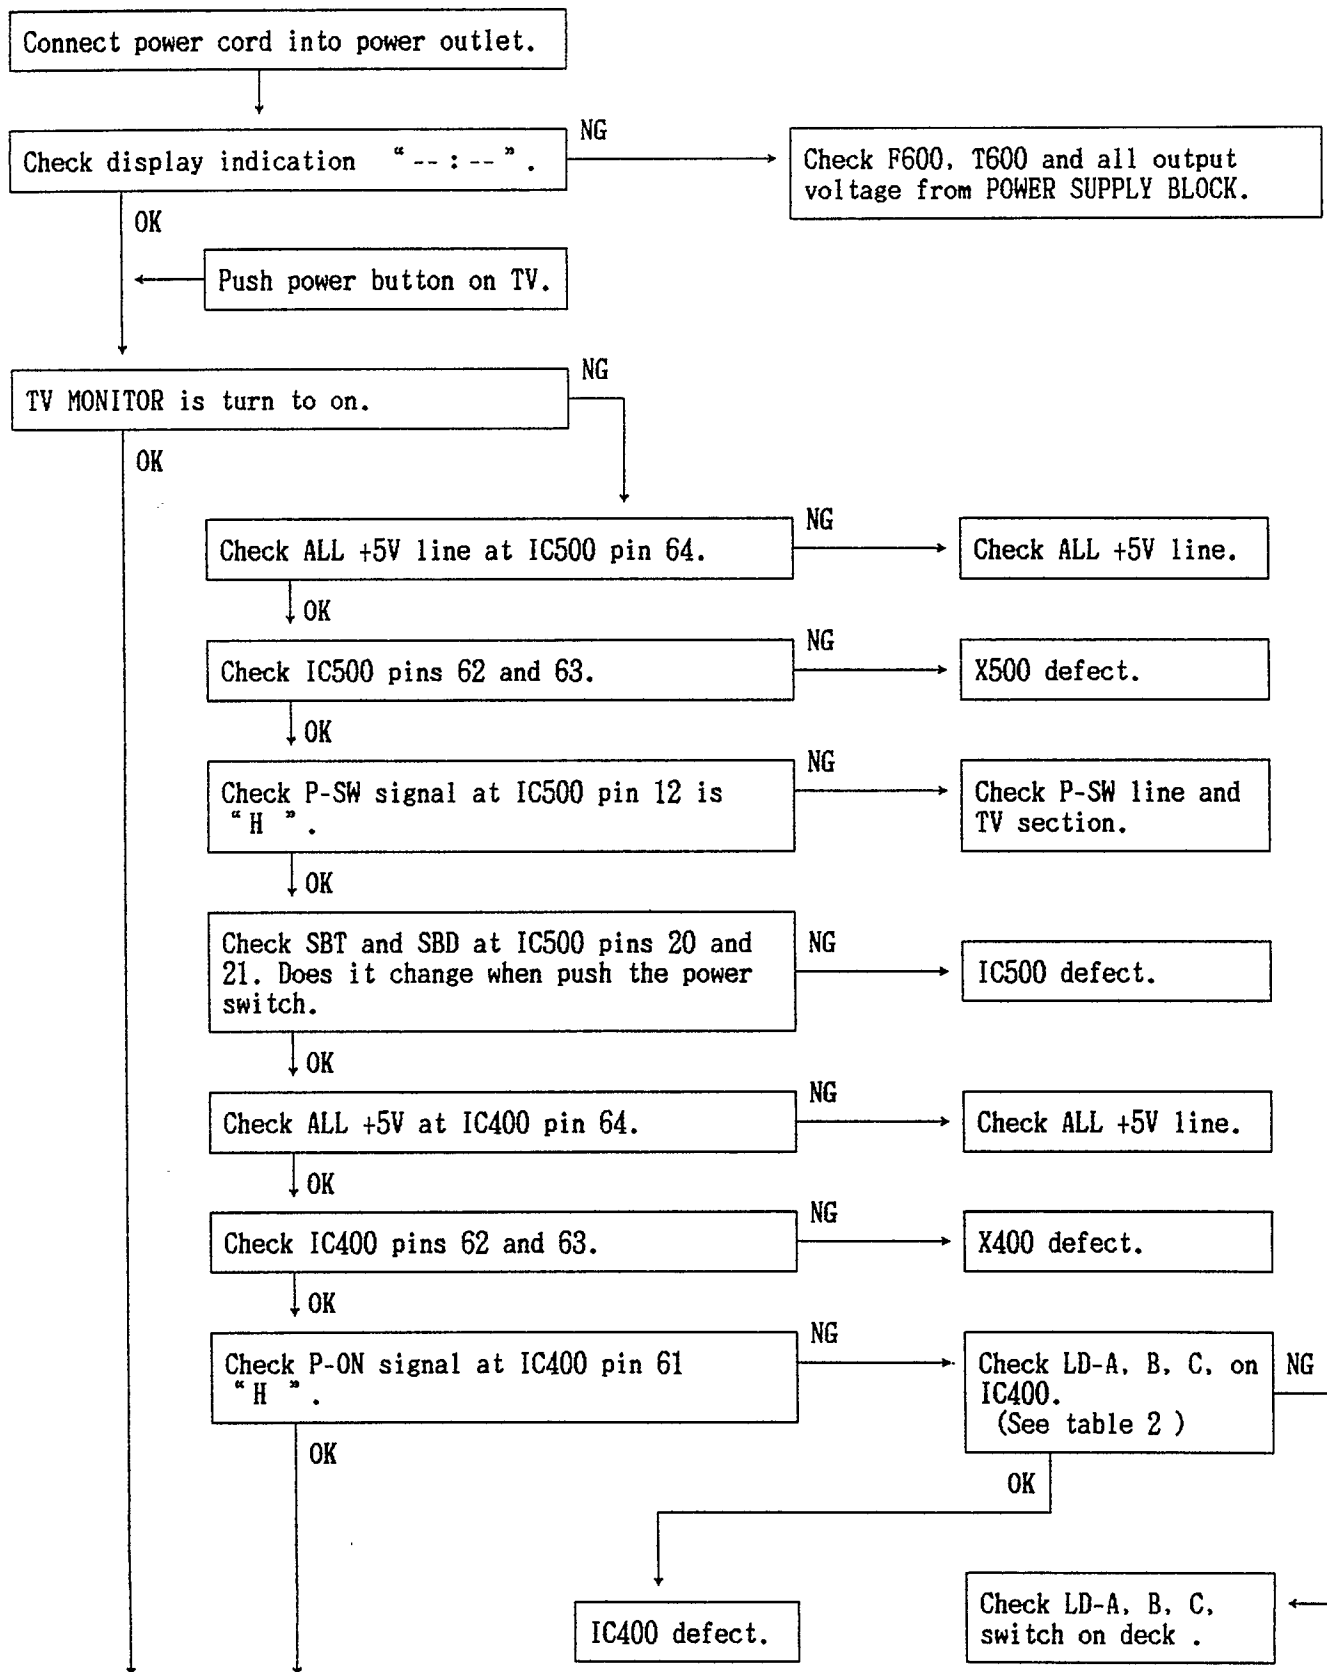 Connect power cord into power outlet.
NG
Check display indication “--:--”.
Check F600, T600 and all output
voltage from POWER SUPPLY BLOCK.
OK
Push power button on TV.
NG
TV MONITOR is turn to on.
OK
NG
Check ALL +5V line at IC500 pin 64.
Check ALL +5V line.
OK
NG
Check IC500 pins 62 and 63.
X500 defect.
OK
NG
Check P-SW signal at IC500 pin 12 is
“H ”.
Check P-SW line and
TV section.
OK
Check SBT and SBD at IC500 pins 20 and
21. Does it change when push the power
switch.
NG
IC500 defect.
OK
NG
Check ALL +5V at IC400 pin 64.
Check ALL +5V line.
OK
NG
Check IC400 pins 62 and 63.
X400 defect.
OK
NG
Check P-ON signal at IC400 pin 61
“H ”.
Check LD-A, B, C, on
IC400.
(See table 2 )
NG
OK
OK
IC400 defect.
Check LD-A, B, C,
switch on deck .